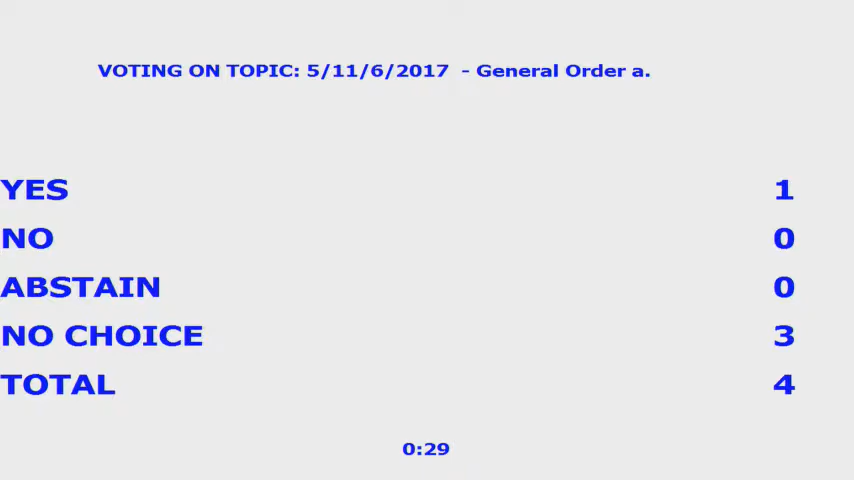 VOTING ON TOPIC: 5/11/6/2017 - General Order a.
YES 1
NO 0
ABSTAIN 0
NO CHOICE 3
TOTAL 4
0:29